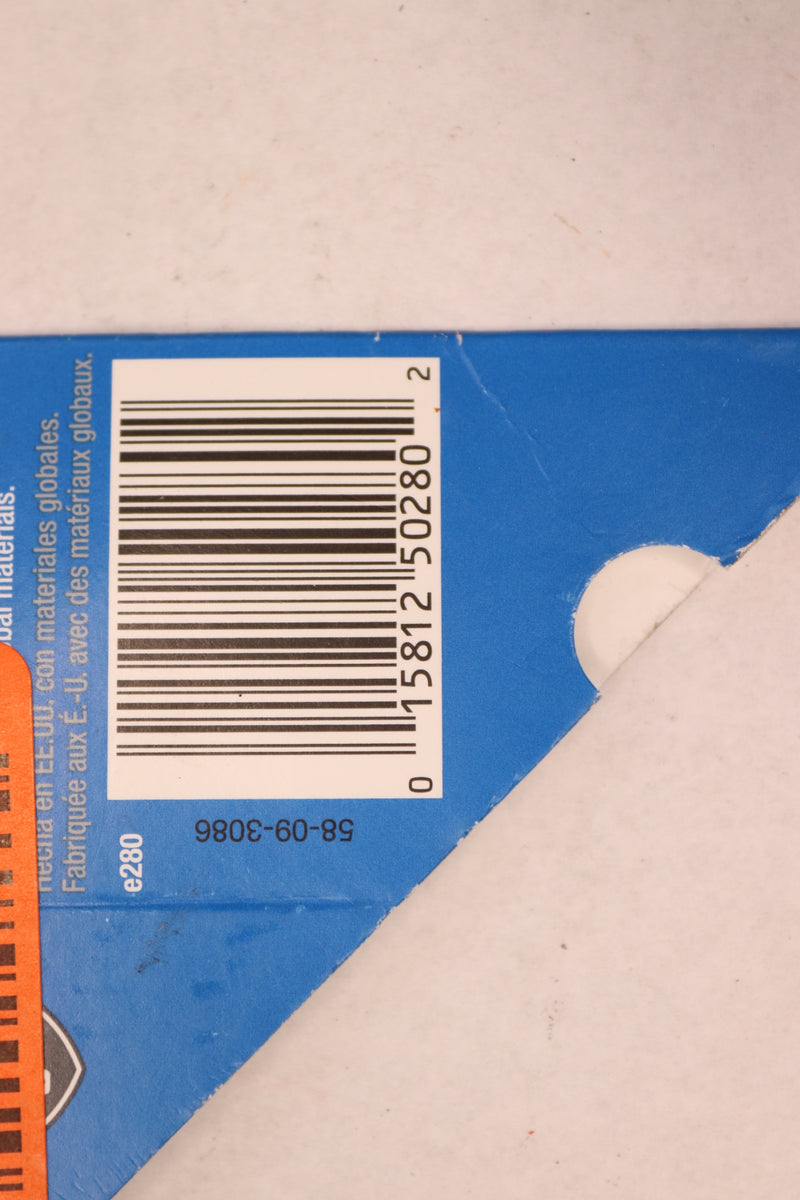 bal materials.
hecha en EE.UU. con materiales globales.
Fabriquée aux É.-U. avec des matériaux globaux.
e280
0 15812 50280 2
58-09-3086